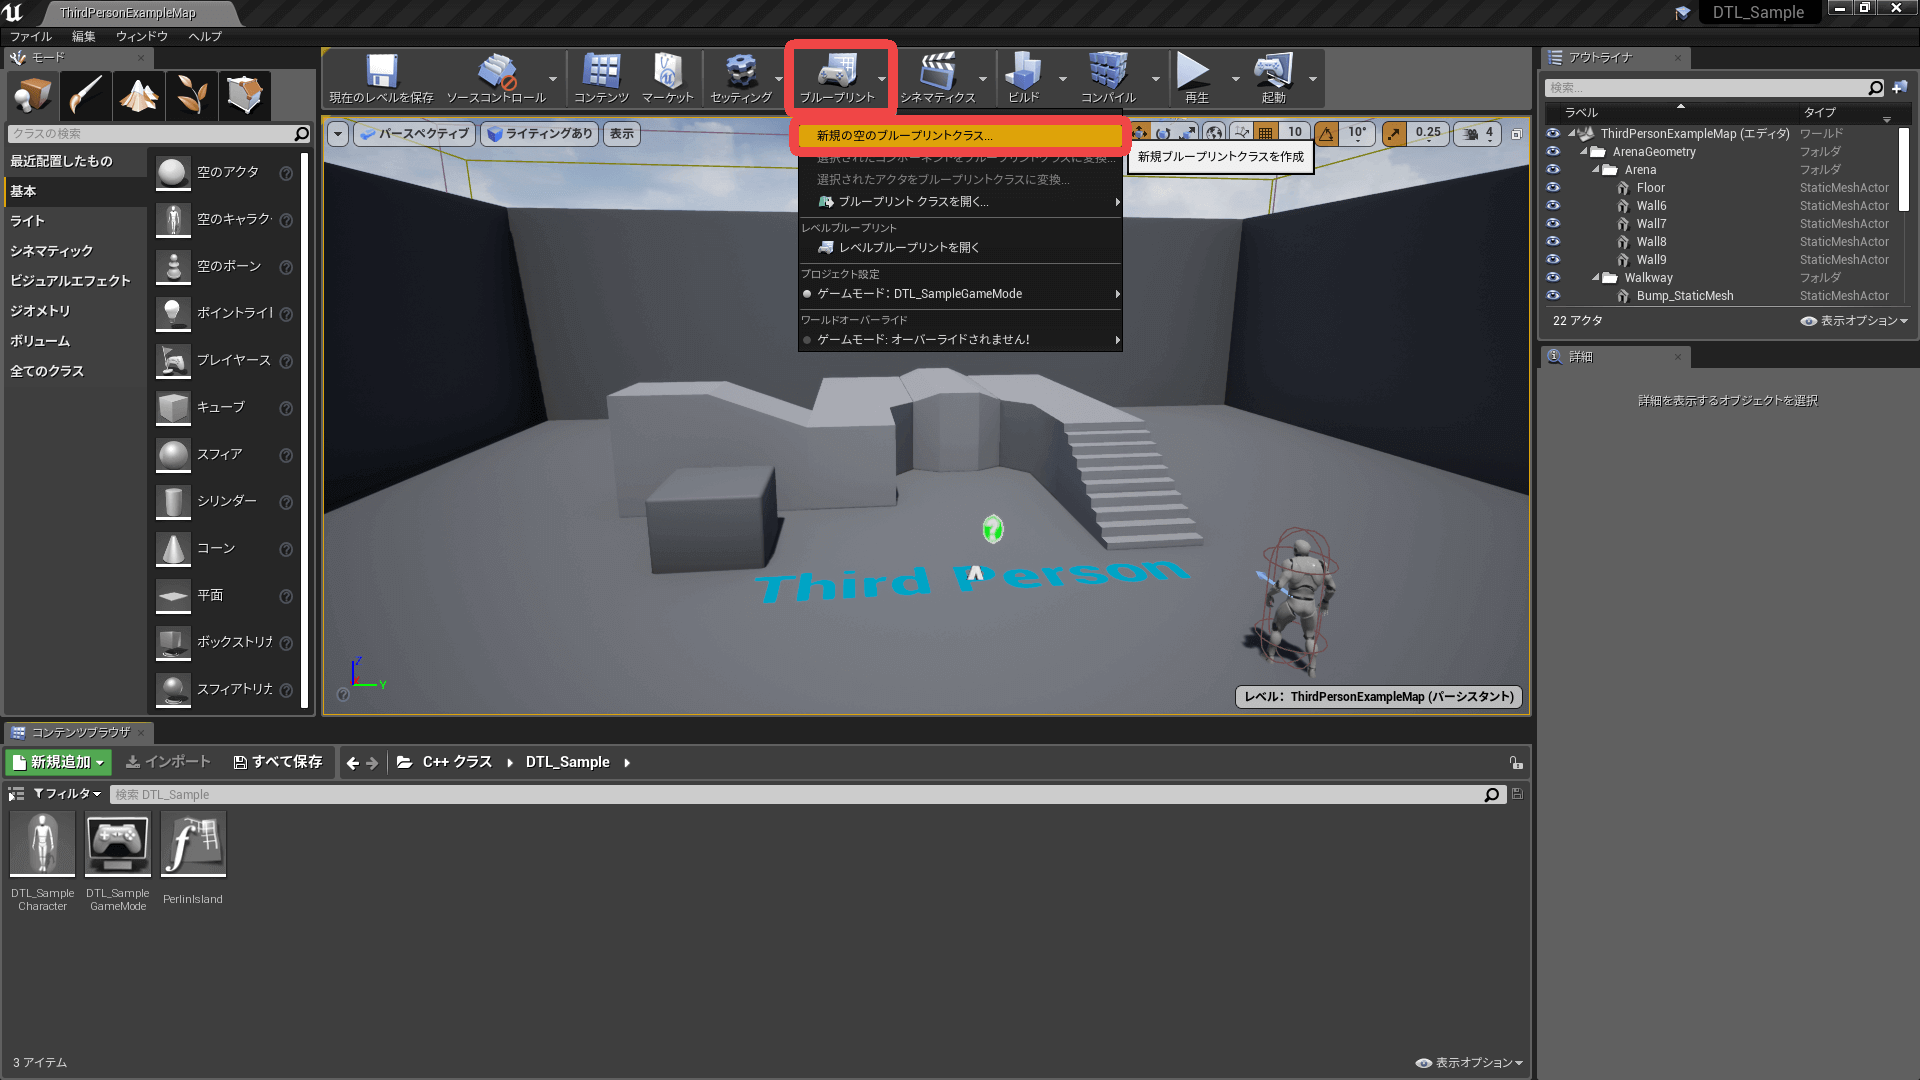 ThirdPersonExampleMap
DTL_Sample
ファイル 編集 ウィンドウ ヘルプ
モード
現在のレベルを保存 ソースコントロール コンテンツ マーケット セッティング ブループリント シネマティクス ビルド コンパイル 再生 起動
アウトライナ
検索...
ラベル タイプ
クラスの検索
最近配置したもの
基本
ライト
シネマティック
ビジュアルエフェクト
ジオメトリ
ボリューム
全てのクラス
空のアクタ
空のキャラク
空のポーン
ポイントライト
プレイヤース
キューブ
スフィア
シリンダー
コーン
平面
ボックストリガ
スフィアトリガ
パースペクティブ ライティングあり 表示
10 10° 0.25 4
新規の空のブループリントクラス...
選択されたコンポーネントをブループリントクラスに変換...
選択されたアクタをブループリントクラスに変換...
ブループリント クラスを開く...
レベルブループリント
レベルブループリントを開く
プロジェクト設定
ゲームモード: DTL_SampleGameMode
ワールドオーバーライド
ゲームモード: オーバーライドされません!
新規ブループリントクラスを作成
Third Person
Z
Y
レベル: ThirdPersonExampleMap (パーシスタント)
ThirdPersonExampleMap (エディタ) ワールド
ArenaGeometry フォルダ
Arena フォルダ
Floor StaticMeshActor
Wall6 StaticMeshActor
Wall7 StaticMeshActor
Wall8 StaticMeshActor
Wall9 StaticMeshActor
Walkway フォルダ
Bump_StaticMesh StaticMeshActor
22 アクタ
表示オプション
詳細
詳細を表示するオブジェクトを選択
コンテンツブラウザ
新規追加 インポート すべて保存 C++ クラス DTL_Sample
フィルタ 検索 DTL_Sample
DTL_Sample
Character
DTL_Sample
GameMode
PerlinIsland
3 アイテム
表示オプション